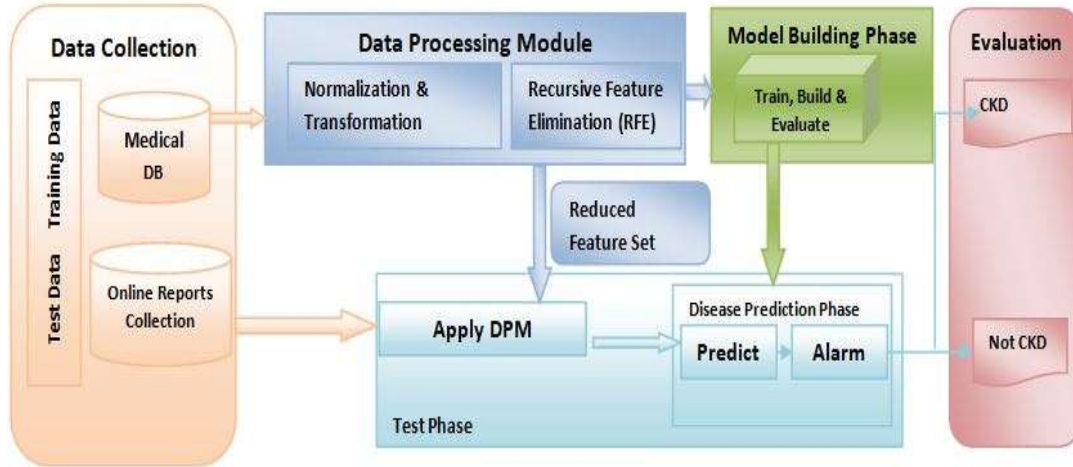 Data Collection
Training Data
Test Data
Medical
DB
Online Reports
Collection
Data Processing Module
Normalization &
Transformation
Recursive Feature
Elimination (RFE)
Reduced
Feature Set
Model Building Phase
Train, Build &
Evaluate
Apply DPM
Disease Prediction Phase
Predict
Alarm
Test Phase
Evaluation
CKD
Not CKD